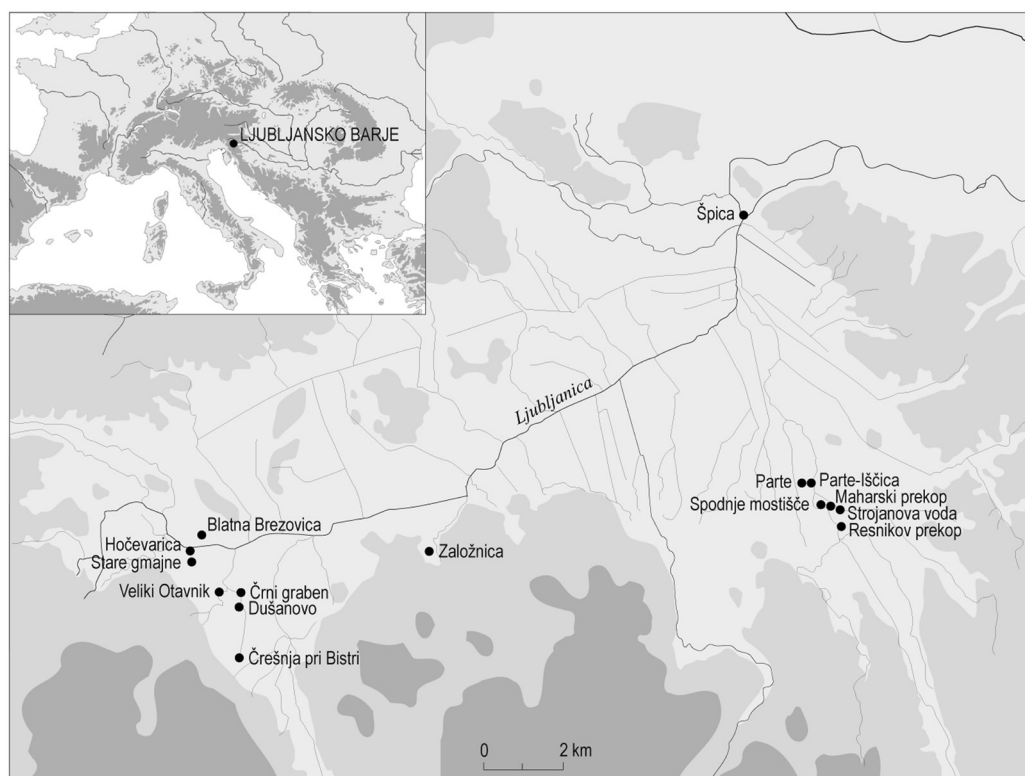 LJUBLJANSKO BARJE
Špica
Ljubljanica
Parte
Parte-Iščica
Spodnje mostišče
Maharski prekop
Strojanova voda
Resnikov prekop
Blatna Brezovica
Hočevarica
Stare gmajne
Založnica
Veliki Otavnik
Črni graben
Dušanovo
Črešnja pri Bistri
0 2 km